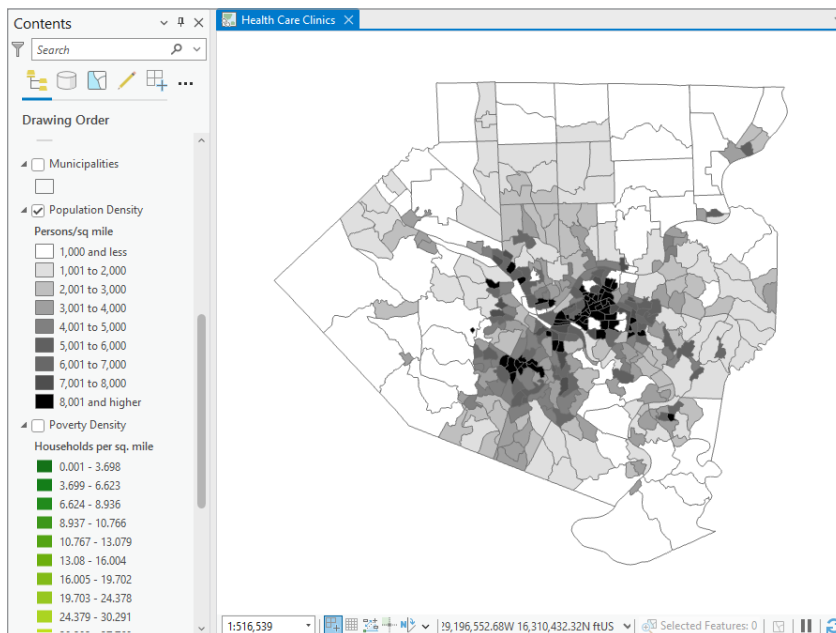 Contents
Health Care Clinics
Search
Drawing Order
Municipalities
Population Density
Persons/sq mile
1,000 and less
1,001 to 2,000
2,001 to 3,000
3,001 to 4,000
4,001 to 5,000
5,001 to 6,000
6,001 to 7,000
7,001 to 8,000
8,001 and higher
Poverty Density
Households per sq. mile
0.001 - 3.698
3.699 - 6.623
6.624 - 8.936
8.937 - 10.766
10.767 - 13.079
13.08 - 16.004
16.005 - 19.702
19.703 - 24.378
24.379 - 30.291
1:516,539
29,196,552.68W 16,310,432.32N ftUS
Selected Features: 0